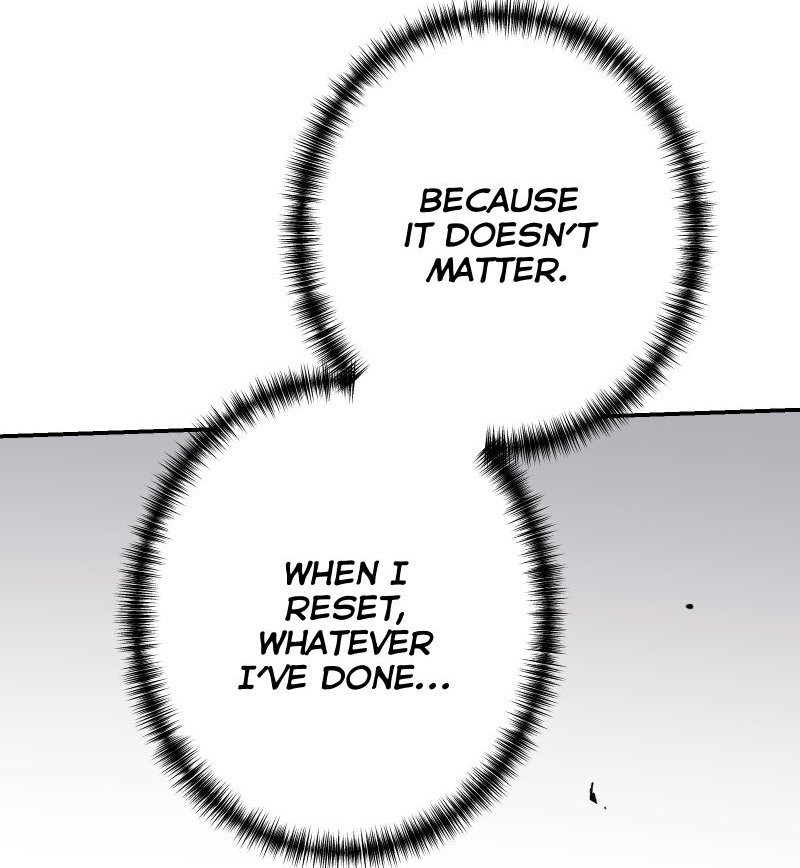 BECAUSE
IT DOESN'T
MATTER.
WHEN I
RESET,
WHATEVER
I'VE DONE...